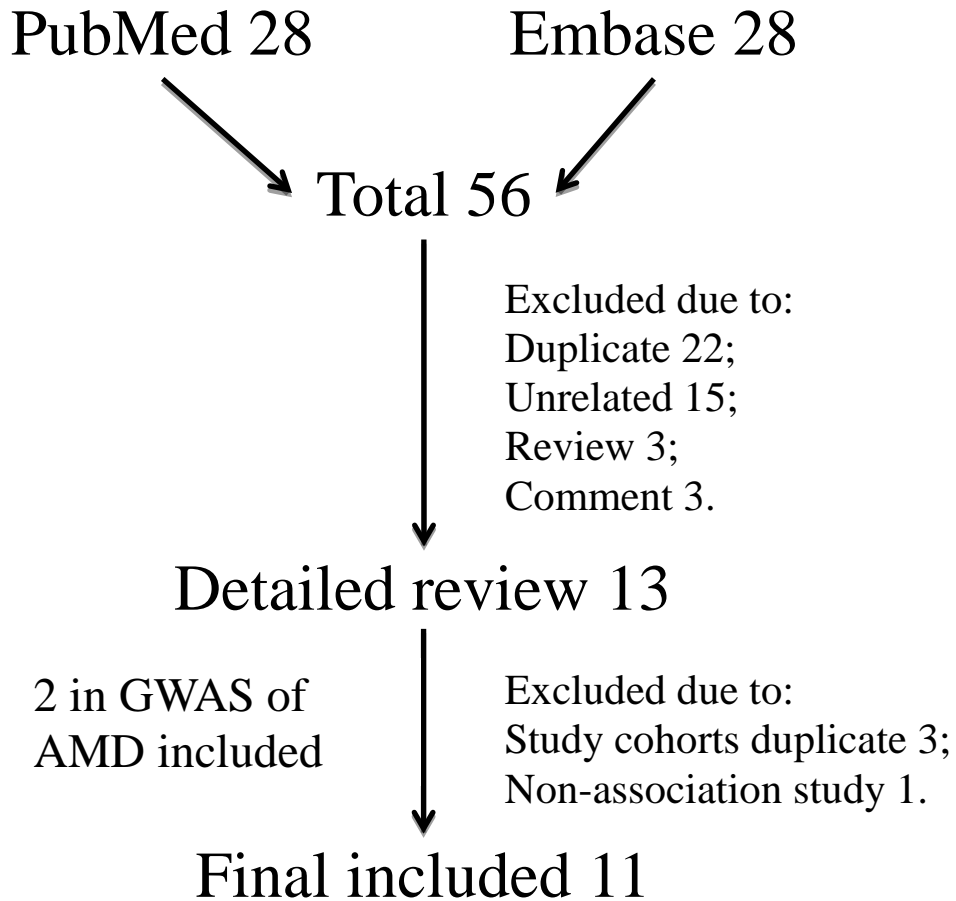 PubMed 28
Embase 28
Total 56
Excluded due to:
Duplicate 22;
Unrelated 15;
Review 3;
Comment 3.
Detailed review 13
2 in GWAS of
AMD included
Excluded due to:
Study cohorts duplicate 3;
Non-association study 1.
Final included 11